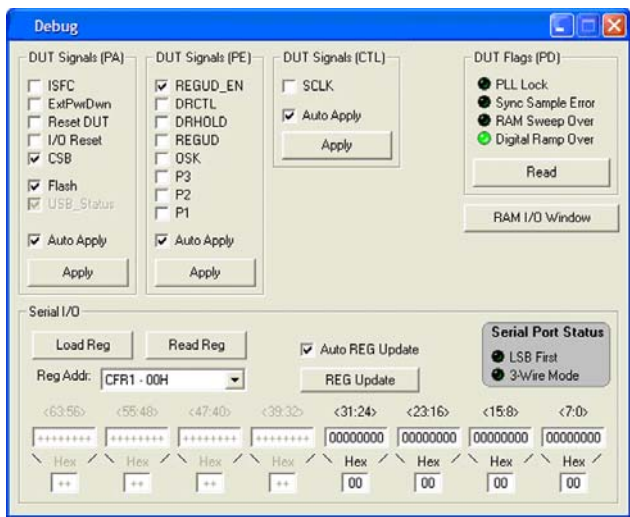 Debug
DUT Signals (PA)
ISFC
ExtPwrDwn
Reset DUT
I/O Reset
CSB
Flash
USB_Status
Auto Apply
Apply
DUT Signals (PE)
REGUD_EN
DRCTL
DRHOLD
REGUD
OSK
P3
P2
P1
Auto Apply
Apply
DUT Signals (CTL)
SCLK
Auto Apply
Apply
DUT Flags (PD)
PLL Lock
Sync Sample Error
RAM Sweep Over
Digital Ramp Over
Read
RAM I/O Window
Serial I/O
Load Reg Read Reg
Auto REG Update
Reg Addr: CFR1 - 00H
REG Update
Serial Port Status
LSB First
3-Wire Mode
<63:56> <55:48> <47:40> <39:32> <31:24> <23:16> <15:8> <7:0>
++++++++ ++++++++ ++++++++ ++++++++ 00000000 00000000 00000000 00000000
\ Hex / \ Hex / \ Hex / \ Hex / \ Hex / \ Hex / \ Hex / \ Hex /
++ ++ ++ ++ 00 00 00 00